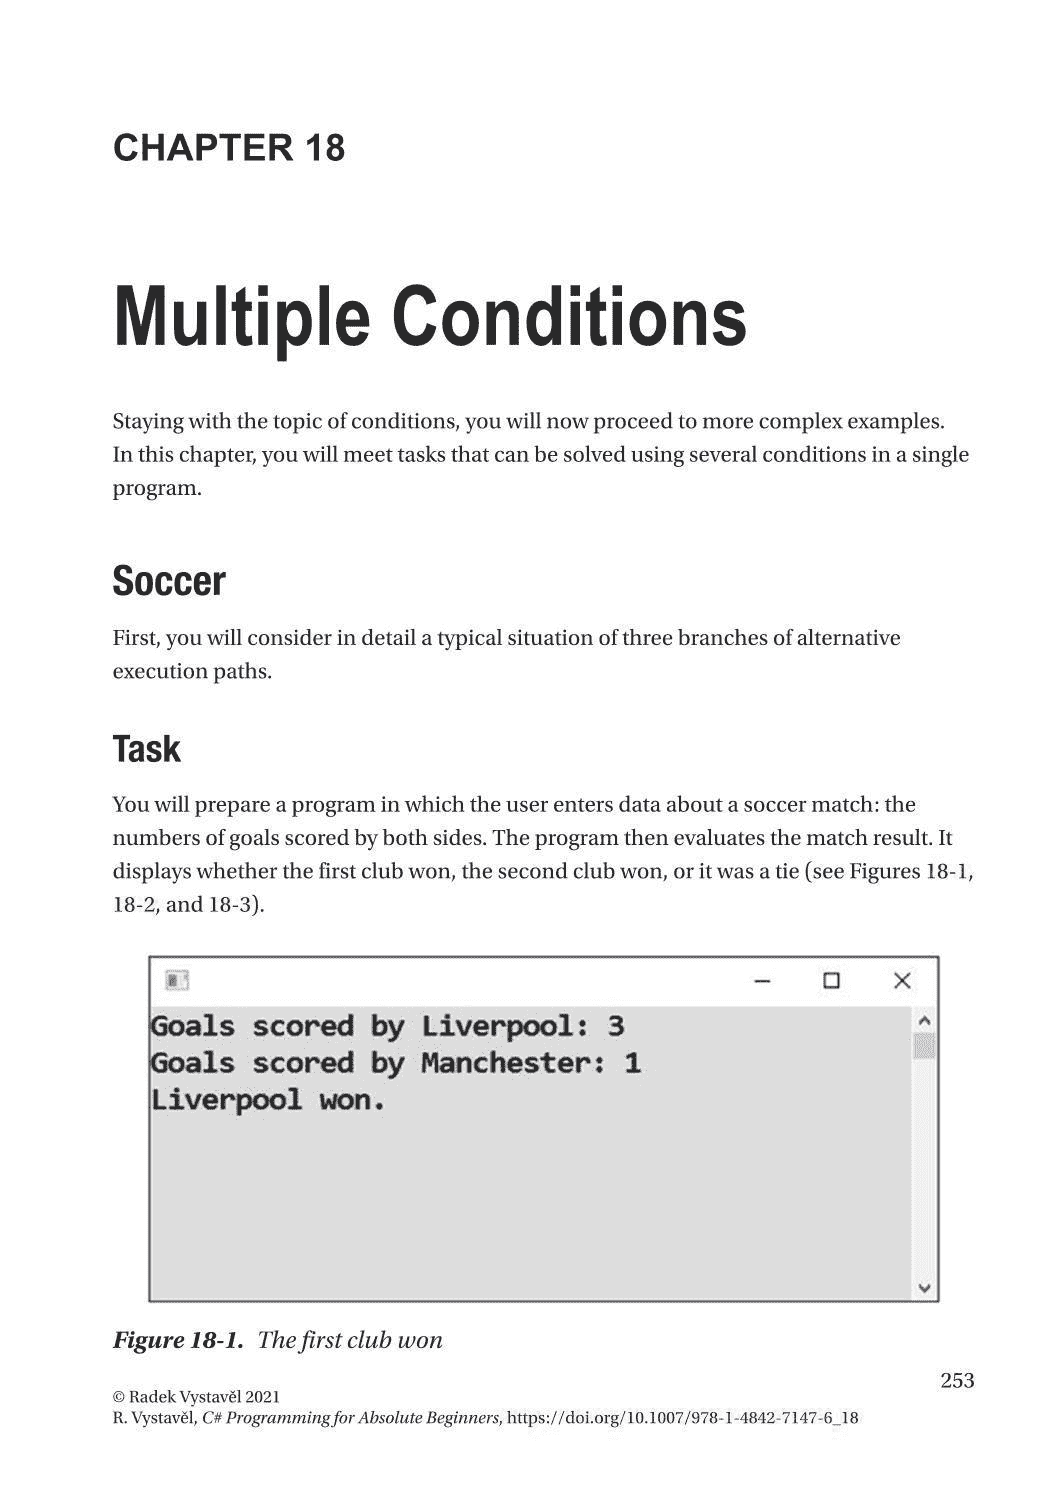 CHAPTER 18
Multiple Conditions
Staying with the topic of conditions, you will now proceed to more complex examples.
In this chapter, you will meet tasks that can be solved using several conditions in a single
program.
Soccer
First, you will consider in detail a typical situation of three branches of alternative
execution paths.
Task
You will prepare a program in which the user enters data about a soccer match: the
numbers of goals scored by both sides. The program then evaluates the match result. It
displays whether the first club won, the second club won, or it was a tie (see Figures 18-1,
18-2, and 18-3).
Goals scored by Liverpool: 3
Goals scored by Manchester: 1
Liverpool won.
Figure 18-1. The first club won
253
© Radek Vystavěl 2021
R. Vystavěl, C# Programming for Absolute Beginners, https://doi.org/10.1007/978-1-4842-7147-6_18